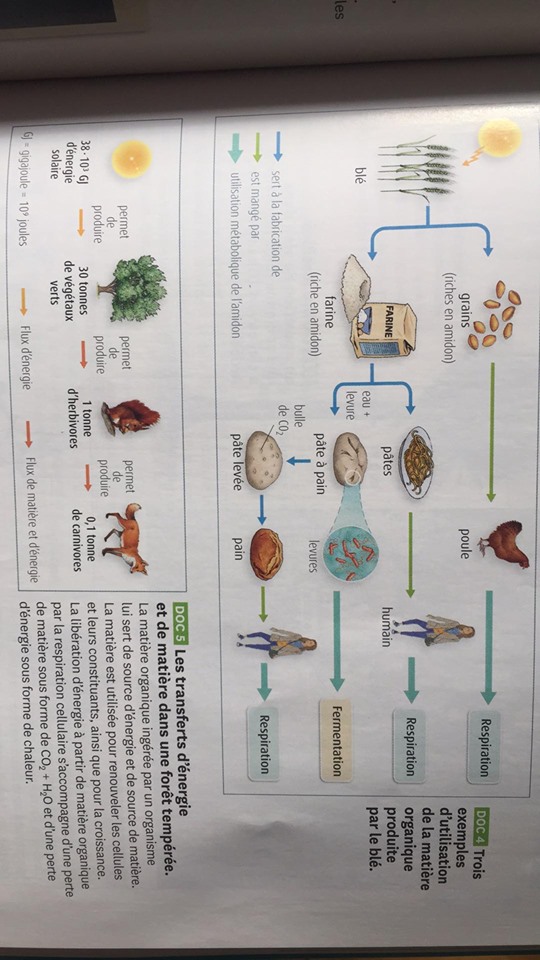 les
grains
(riches en amidon)
poule
Respiration
blé
FARINE
farine
(riche en amidon)
pâtes
humain
Respiration
eau +
levure
pâte à pain
levures
Fermentation
bulle
de CO₂
pâte levée
pain
Respiration
sert à la fabrication de
est mangé par
utilisation métabolique de l'amidon
DOC 4 Trois
exemples
d'utilisation
de la matière
organique
produite
par le blé.
38·10³ GJ
d'énergie
solaire
permet
de
produire
30 tonnes
de végétaux
verts
permet
de
produire
1 tonne
d'herbivores
permet
de
produire
0,1 tonne
de carnivores
GJ = gigajoule = 10⁹ joules
Flux d'énergie
Flux de matière et d'énergie
DOC 5 Les transferts d'énergie
et de matière dans une forêt tempérée.
La matière organique ingérée par un organisme
lui sert de source d'énergie et de source de matière.
La matière est utilisée pour renouveler les cellules
et leurs constituants, ainsi que pour la croissance.
La libération d'énergie à partir de matière organique
par la respiration cellulaire s'accompagne d'une perte
de matière sous forme de CO₂ + H₂O et d'une perte
d'énergie sous forme de chaleur.